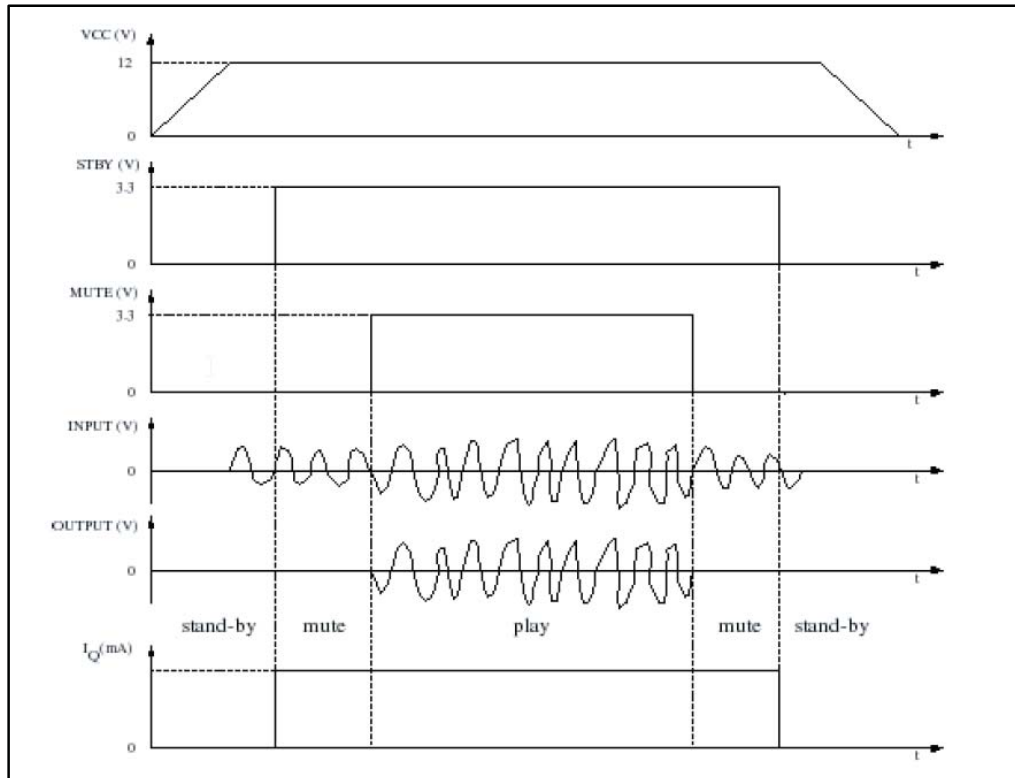 VCC (V)
12
0
t
STBY (V)
3.3
0
t
MUTE (V)
3.3
0
t
INPUT (V)
0
t
OUTPUT (V)
0
t
stand-by mute play mute stand-by
IQ(mA)
0
t